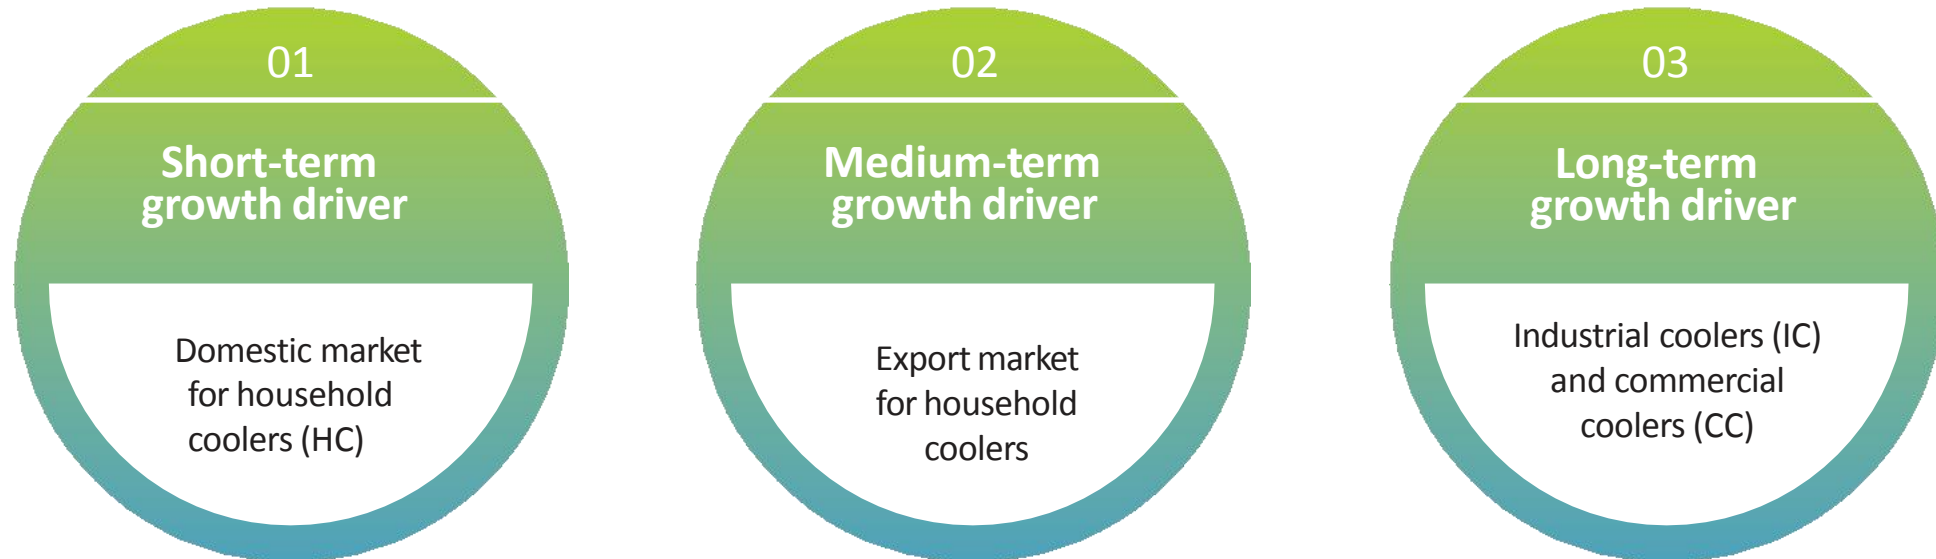 01
Short-term
growth driver
Domestic market
for household
coolers (HC)
02
Medium-term
growth driver
Export market
for household
coolers
03
Long-term
growth driver
Industrial coolers (IC)
and commercial
coolers (CC)